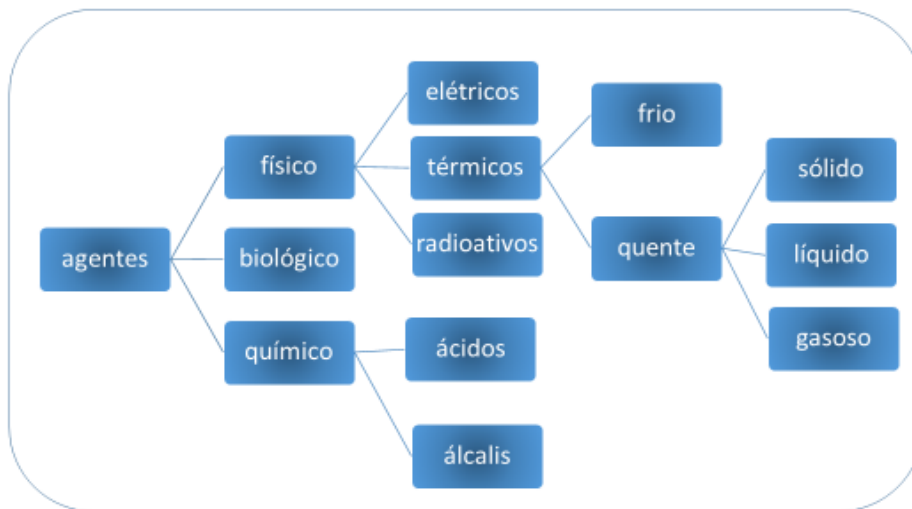 agentes
físico
biológico
químico
elétricos
térmicos
radioativos
ácidos
álcalis
frio
quente
sólido
líquido
gasoso